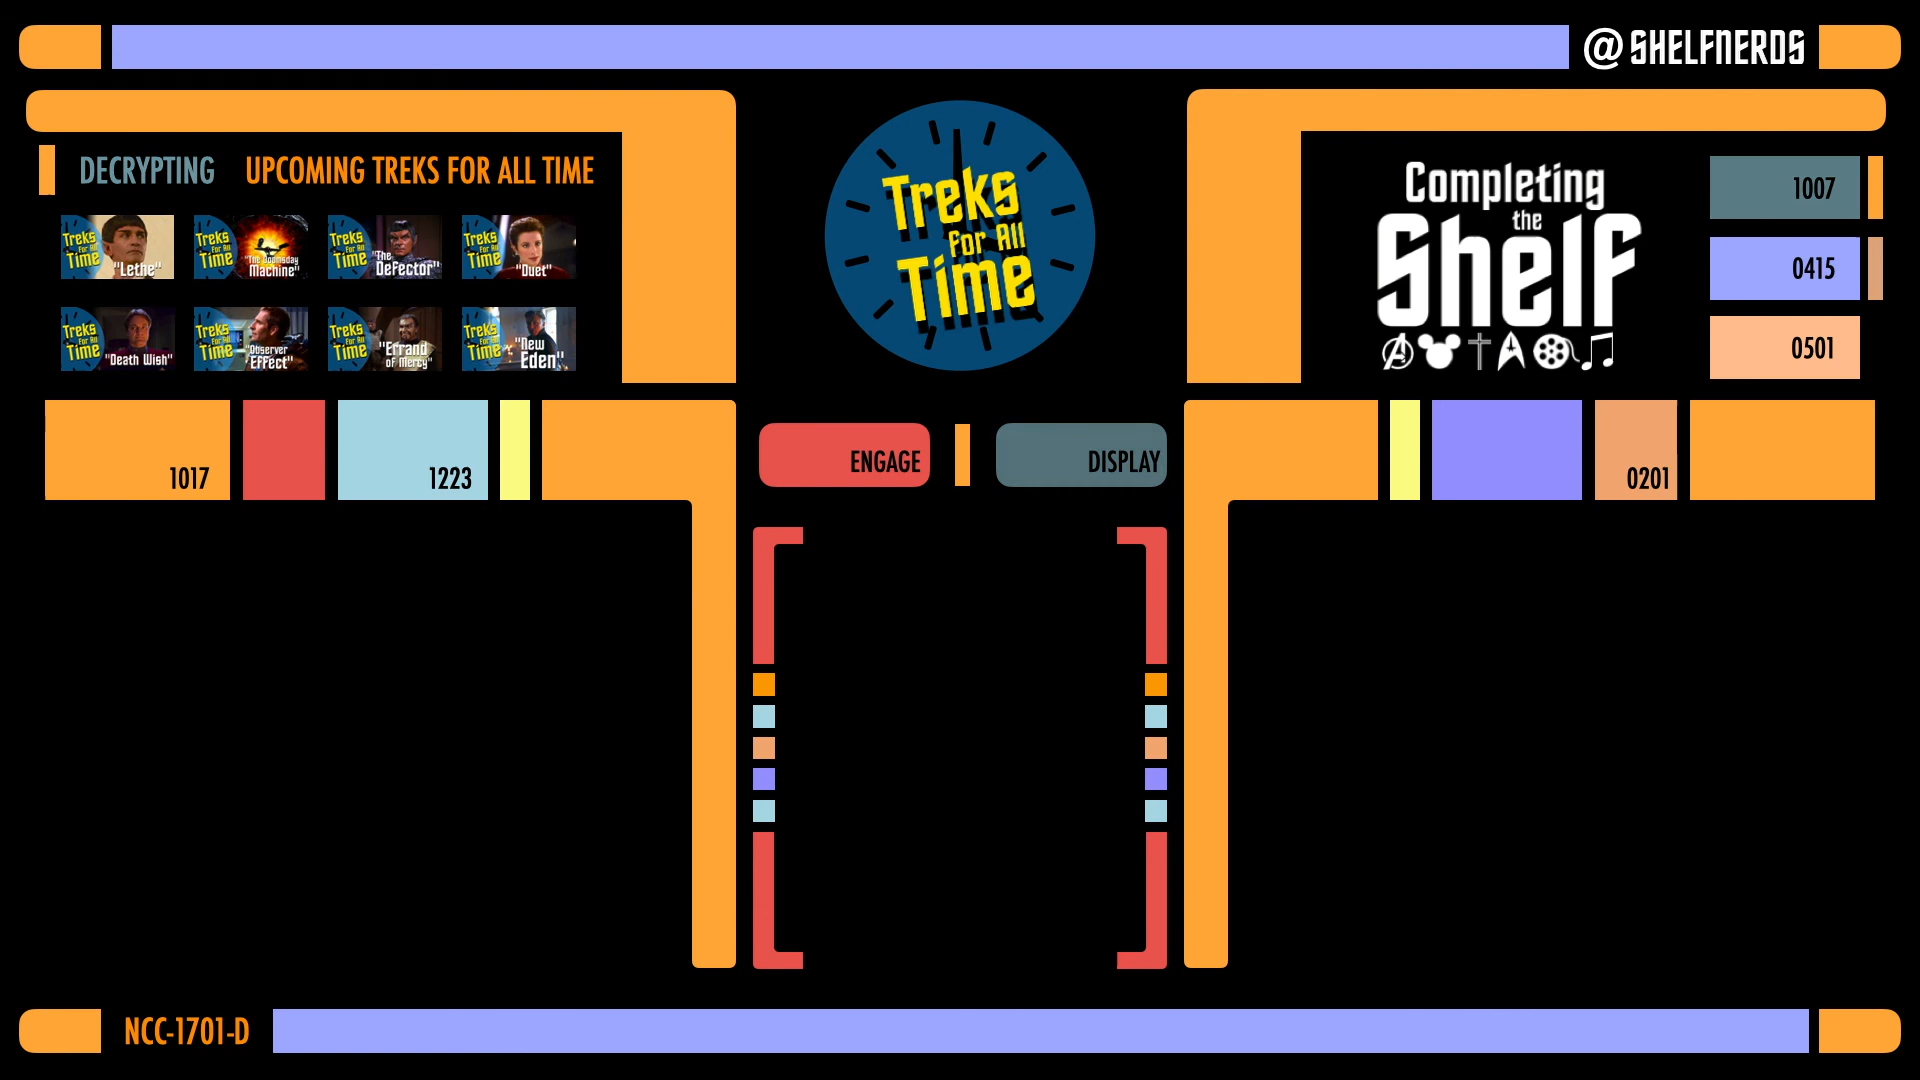 @SHELFNERDS
DECRYPTING UPCOMING TREKS FOR ALL TIME
Treks
For All
Time
"Lethe"
Treks
For All
Time
"The Doomsday
Machine"
Treks
For All
Time
"The
Defector"
Treks
For All
Time
"Duet"
Treks
For All
Time
"Death Wish"
Treks
For All
Time
"Observer
Effect"
Treks
For All
Time
"Errand
of Mercy"
Treks
For All
Time
"New
Eden"
Treks
For All
Time
Completing
the
Shelf
1007
0415
0501
1017
1223
ENGAGE
DISPLAY
0201
NCC-1701-D